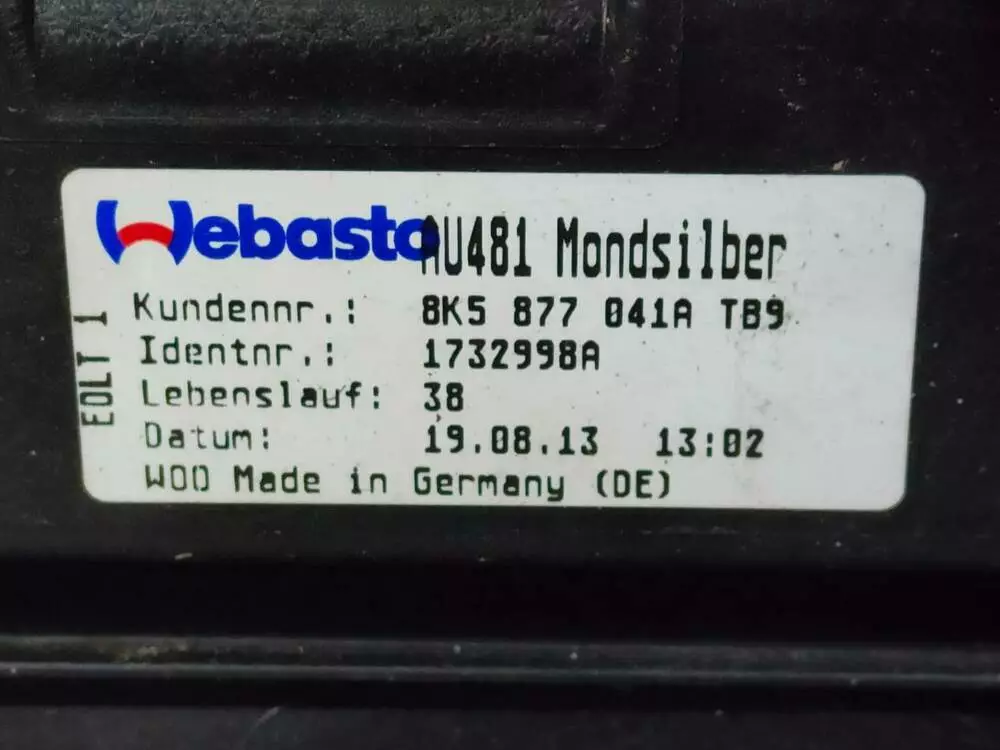 Webasto AU481 Mondsilber
Kundennr.: 8K5 877 041A TB9
Identnr.: 1732998A
Lebenslauf: 38
Datum: 19.08.13 13:02
WOO Made in Germany (DE)
EOLT 1